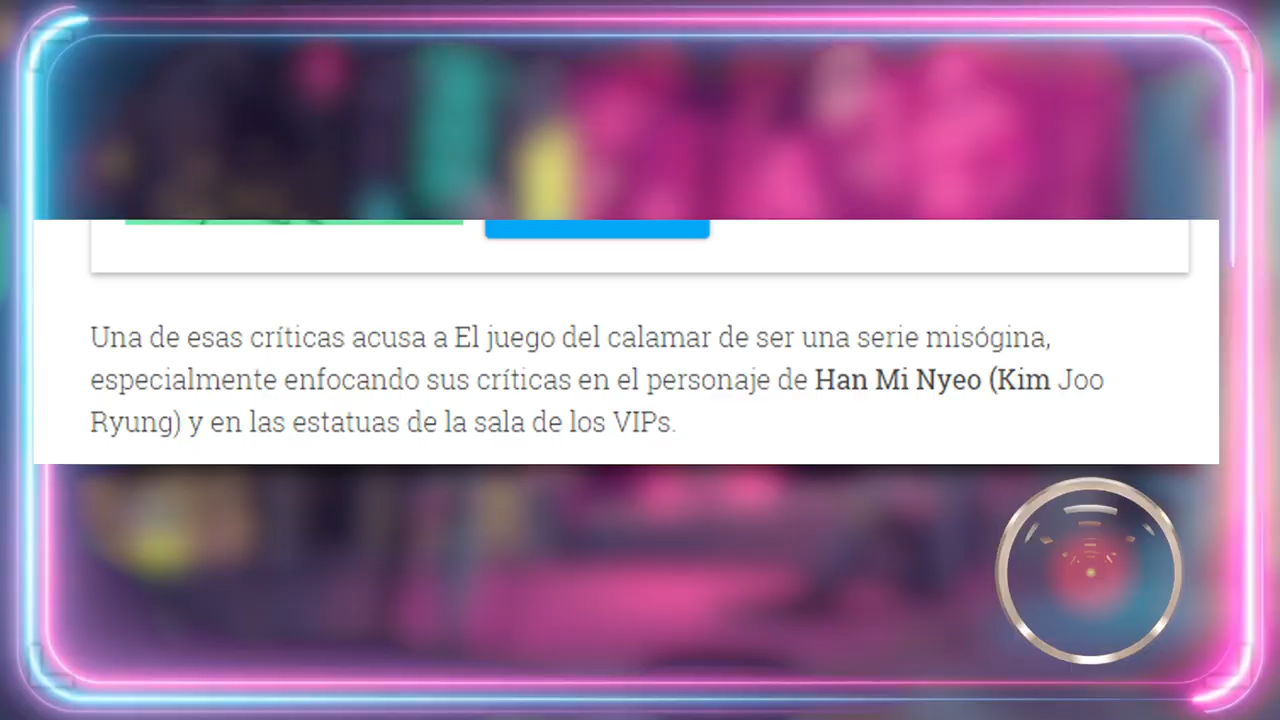 Una de esas críticas acusa a El juego del calamar de ser una serie misógina,
especialmente enfocando sus críticas en el personaje de Han Mi Nyeo (Kim Joo
Ryung) y en las estatuas de la sala de los VIPs.